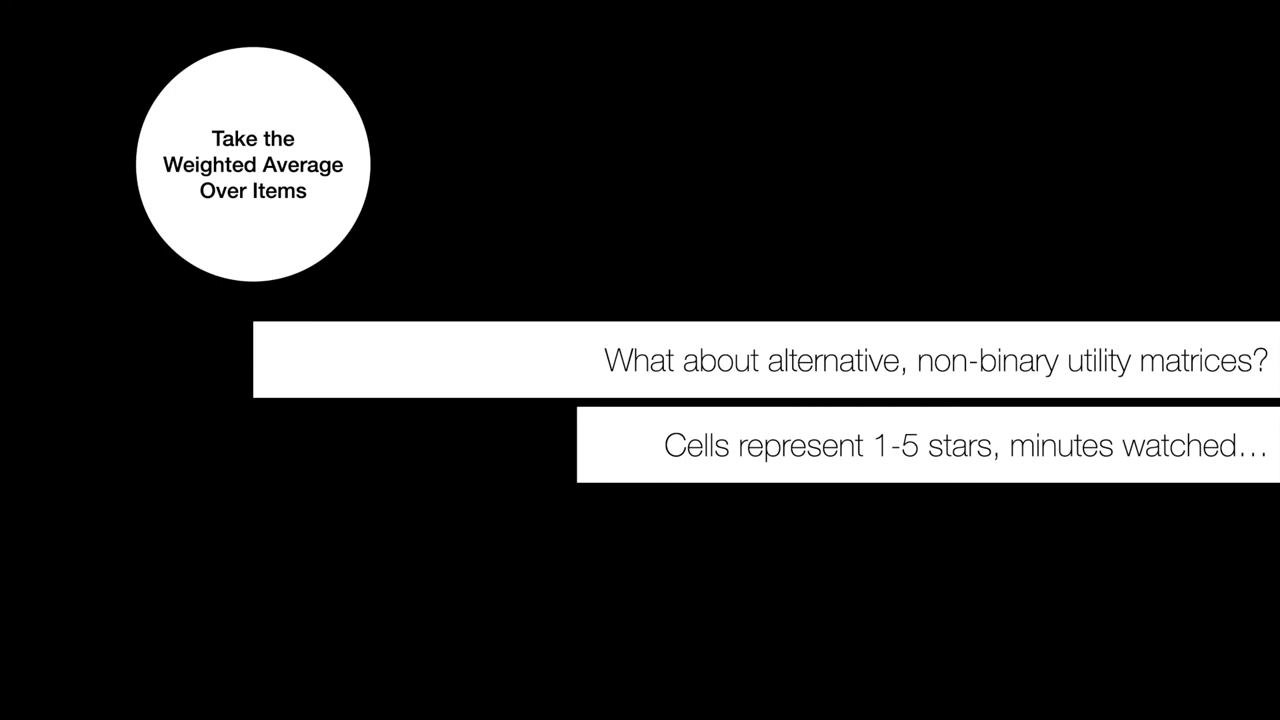 Take the
Weighted Average
Over Items
What about alternative, non-binary utility matrices?
Cells represent 1-5 stars, minutes watched…